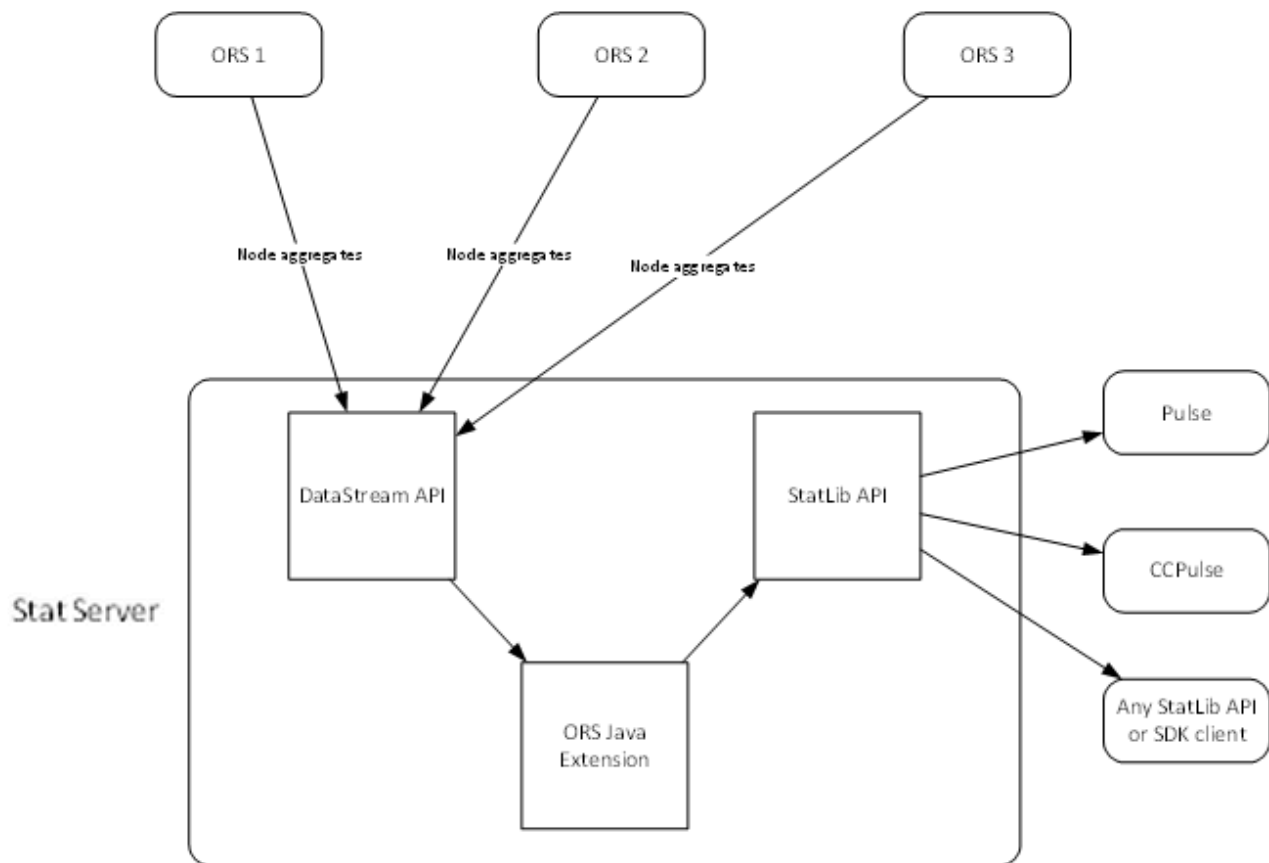 ORS 1
ORS 2
ORS 3
Node aggregates
Node aggregates
Node aggregates
DataStream API
StatLib API
Pulse
CCPulse
Stat Server
ORS Java
Extension
Any StatLib API
or SDK client